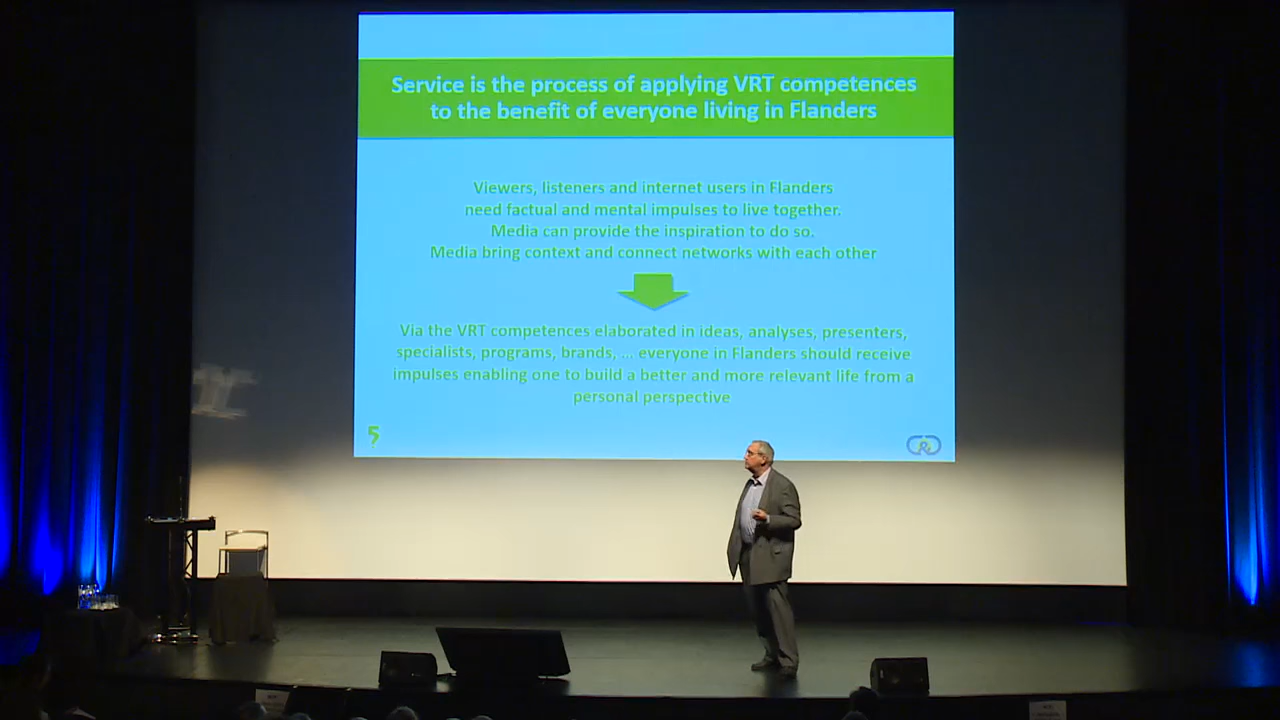 Service is the process of applying VRT competences
to the benefit of everyone living in Flanders
Viewers, listeners and internet users in Flanders
need factual and mental impulses to live together.
Media can provide the inspiration to do so.
Media bring context and connect networks with each other
Via the VRT competences elaborated in ideas, analyses, presenters,
specialists, programs, brands, ... everyone in Flanders should receive
impulses enabling one to build a better and more relevant life from a
personal perspective
5